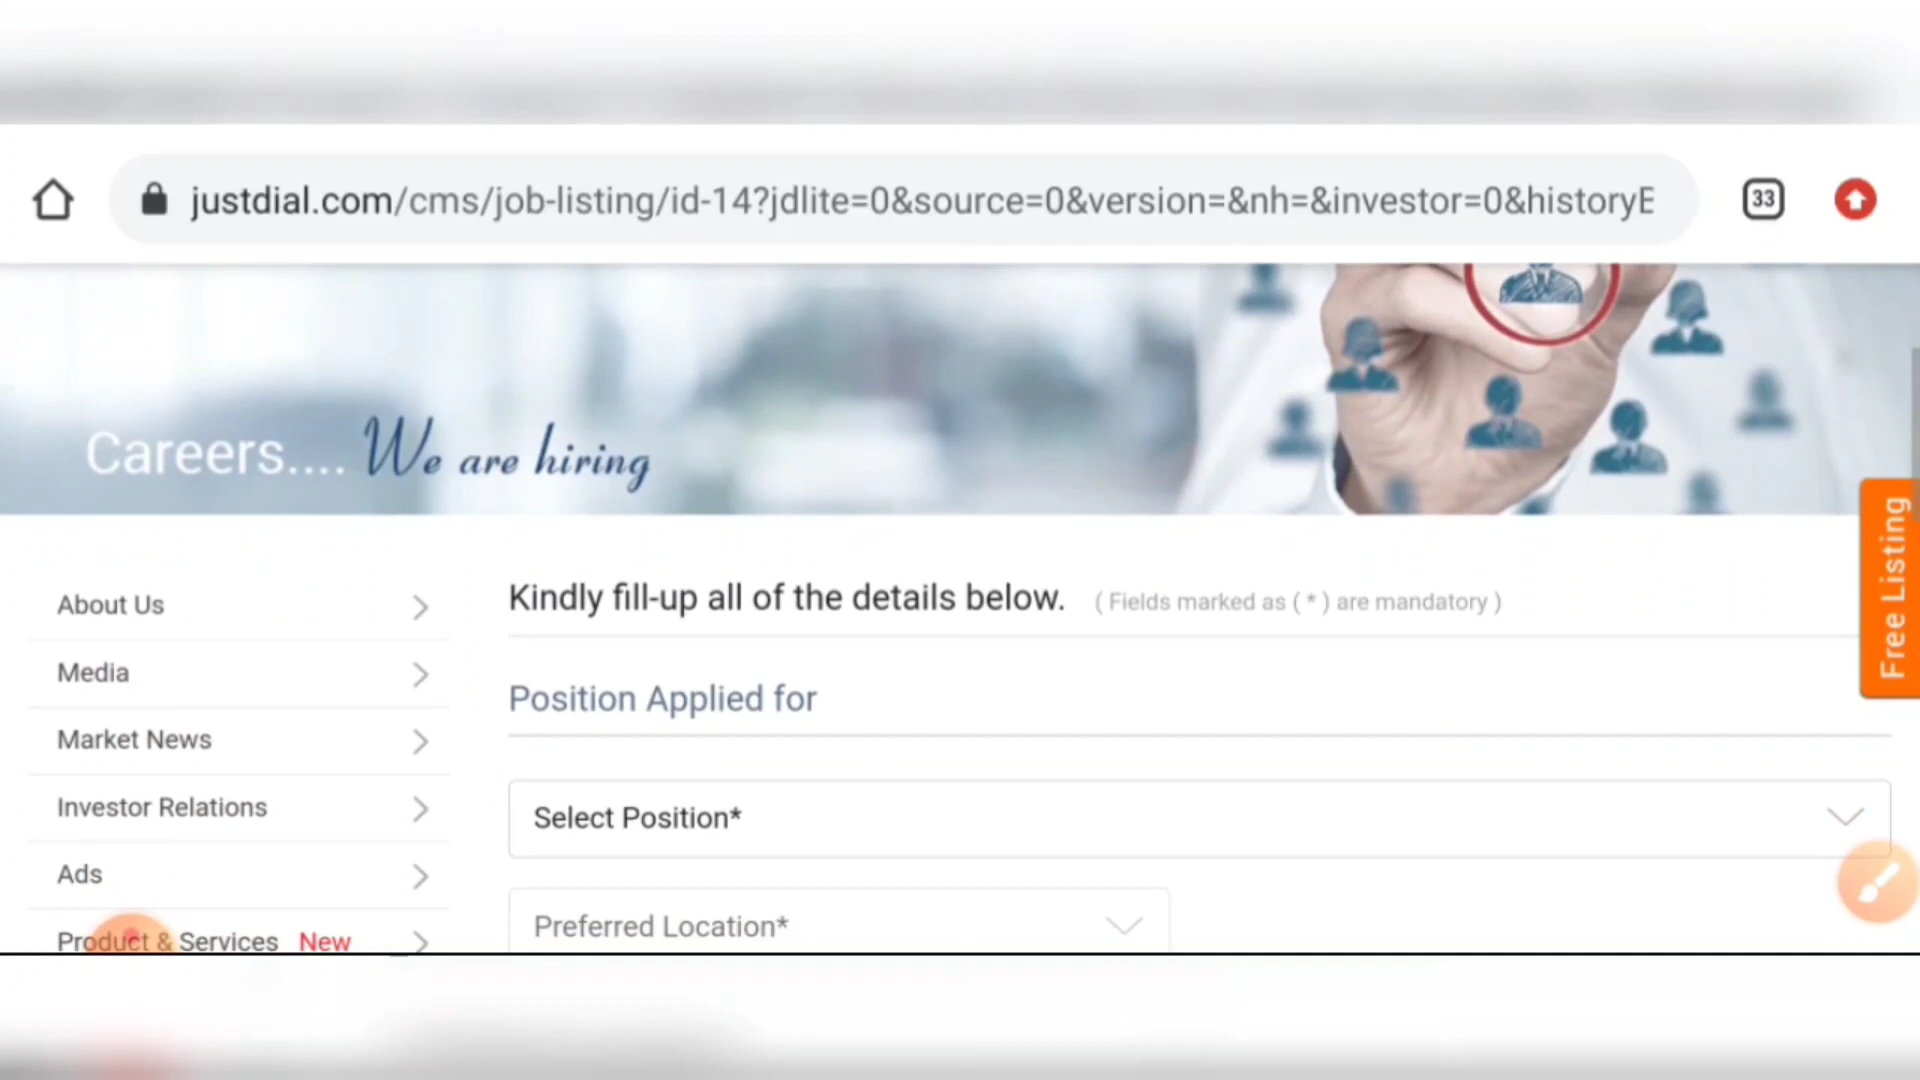 justdial.com/cms/job-listing/id-14?jdlite=0&source=0&version=&nh=&investor=0&historyE
33
Careers.... We are hiring
About Us
Media
Market News
Investor Relations
Ads
Product & Services New
Kindly fill-up all of the details below. ( Fields marked as ( * ) are mandatory )
Position Applied for
Select Position*
Preferred Location*
Free Listing